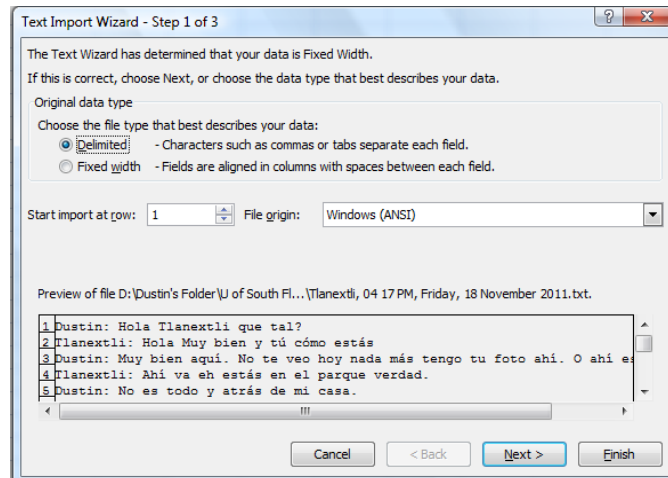 Text Import Wizard - Step 1 of 3
The Text Wizard has determined that your data is Fixed Width.
If this is correct, choose Next, or choose the data type that best describes your data.
Original data type
Choose the file type that best describes your data:
Delimited - Characters such as commas or tabs separate each field.
Fixed width - Fields are aligned in columns with spaces between each field.
Start import at row: 1 File origin: Windows (ANSI)
Preview of file D:\Dustin's Folder\U of South Fl...\Tlanextli, 04 17 PM, Friday, 18 November 2011.txt.
1 Dustin: Hola Tlanextli que tal?
2 Tlanextli: Hola Muy bien y tú cómo estás
3 Dustin: Muy bien aquí. No te veo hoy nada más tengo tu foto ahí. O ahí es
4 Tlanextli: Ahí va eh estás en el parque verdad.
5 Dustin: No es todo y atrás de mi casa.
Cancel < Back Next > Finish